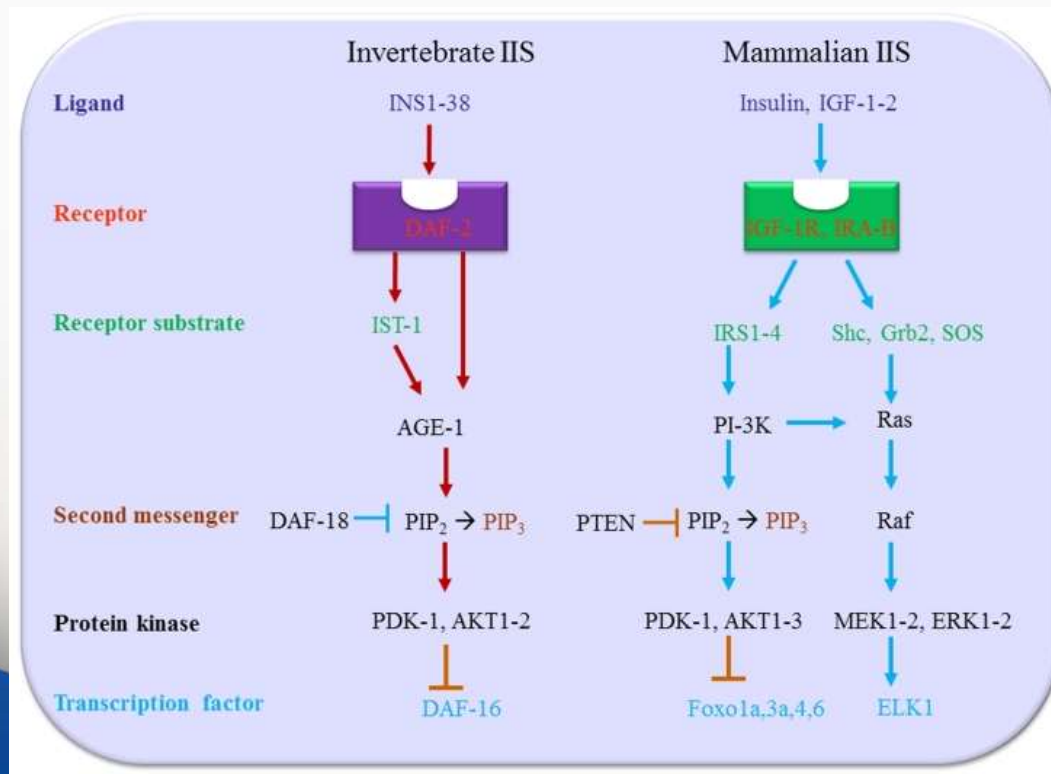 Invertebrate IIS Mammalian IIS
Ligand INS1-38 Insulin, IGF-1-2
Receptor DAF-2 IGF-1R, IRA-B
Receptor substrate IST-1 IRS1-4 Shc, Grb2, SOS
AGE-1 PI-3K Ras
Second messenger DAF-18 PIP₂ → PIP₃ PTEN PIP₂ → PIP₃ Raf
Protein kinase PDK-1, AKT1-2 PDK-1, AKT1-3 MEK1-2, ERK1-2
Transcription factor DAF-16 Foxo1a,3a,4,6 ELK1